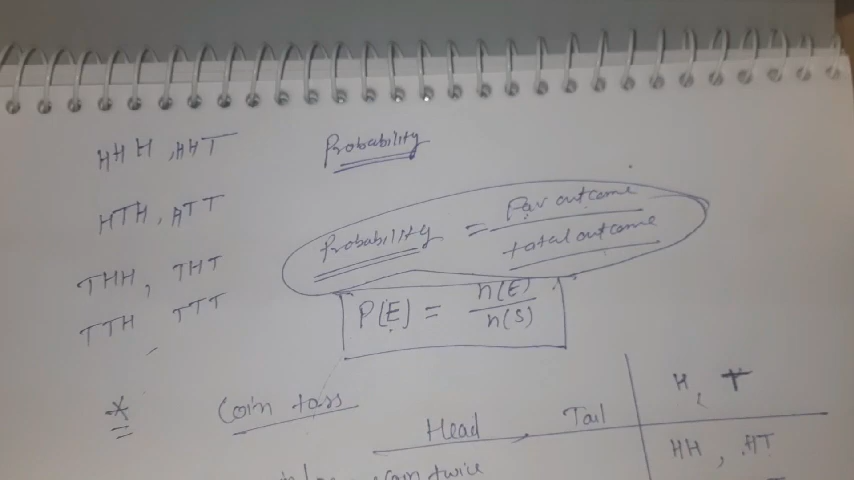 Probability
HHH, HHT
HTH, HTT
Probability = Fav outcome
total outcome
THH, THT
TTH, TTT
P(E) = n(E)
n(S)
* Coin toss
H, T
Head Tail
HH, HT
coin twice